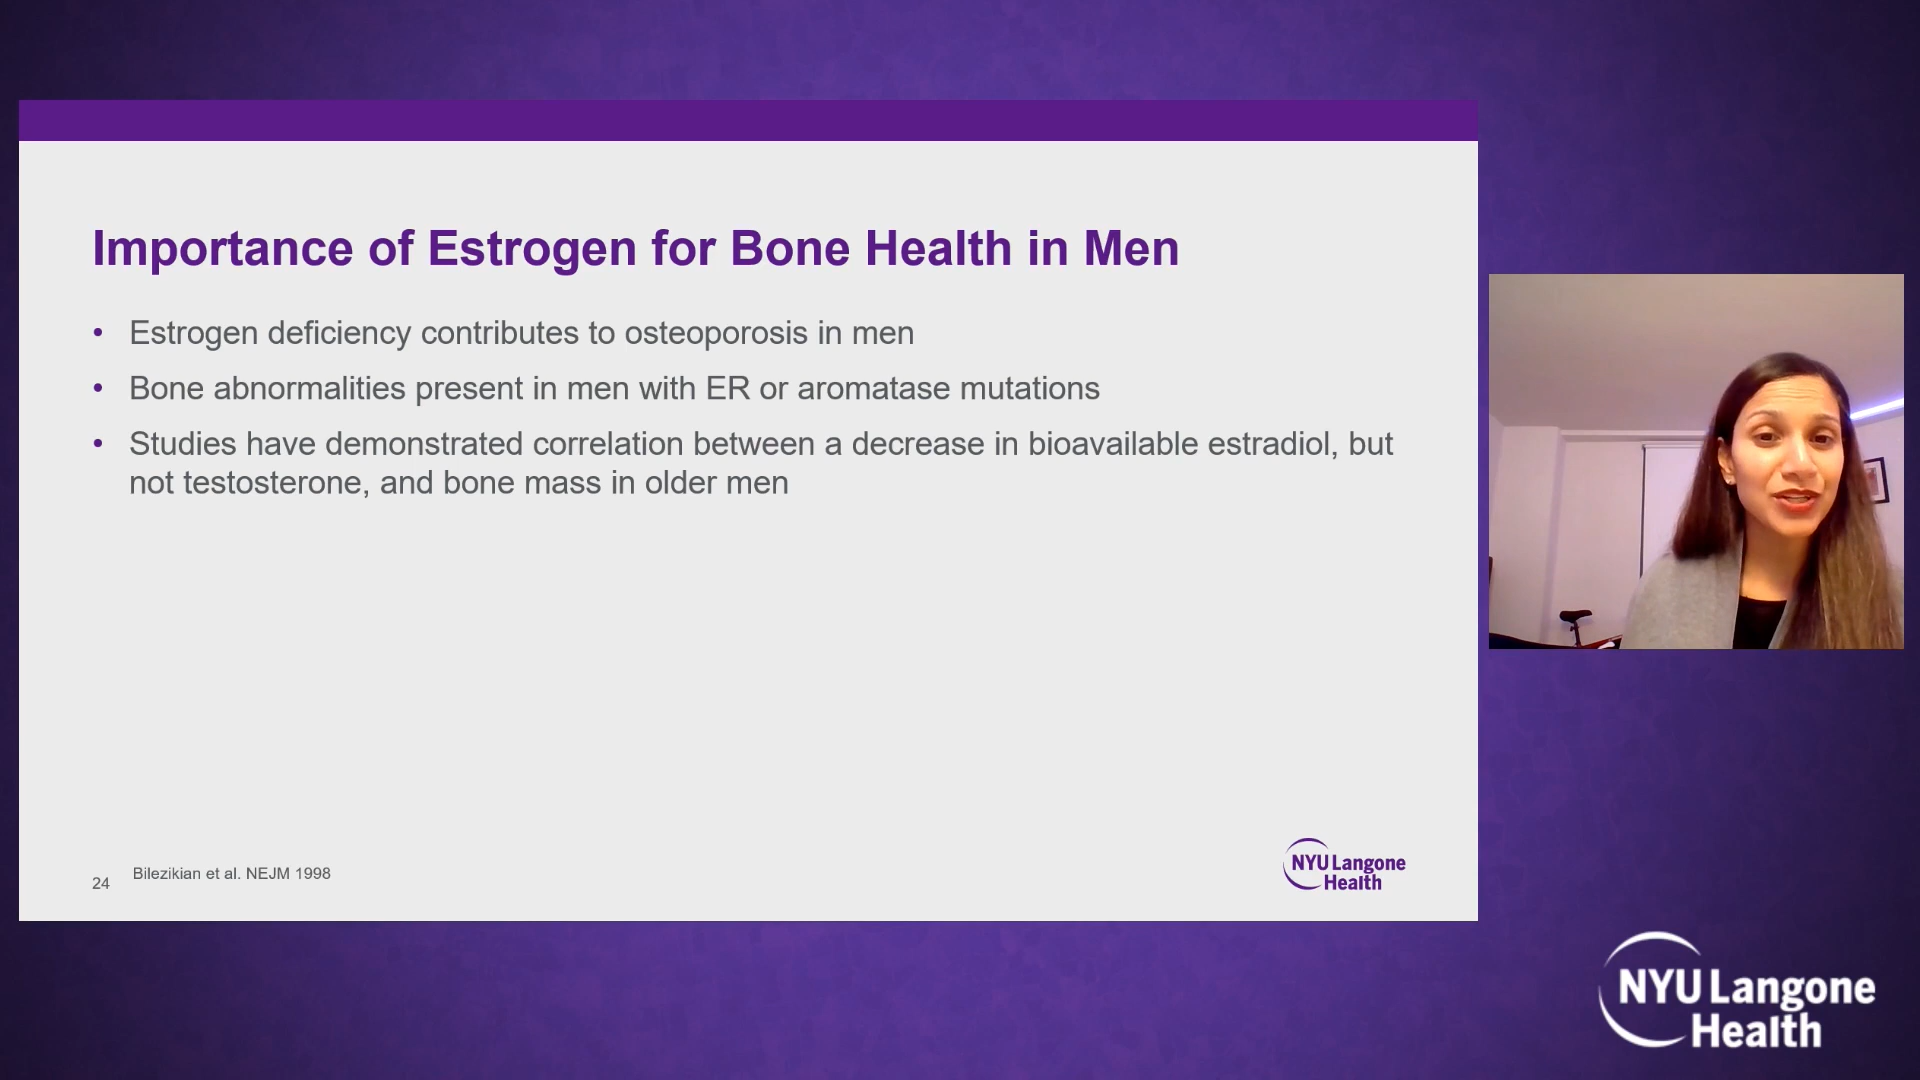 Importance of Estrogen for Bone Health in Men
• Estrogen deficiency contributes to osteoporosis in men
• Bone abnormalities present in men with ER or aromatase mutations
• Studies have demonstrated correlation between a decrease in bioavailable estradiol, but
not testosterone, and bone mass in older men
24
Bilezikian et al. NEJM 1998
NYU Langone
Health
NYU Langone
Health